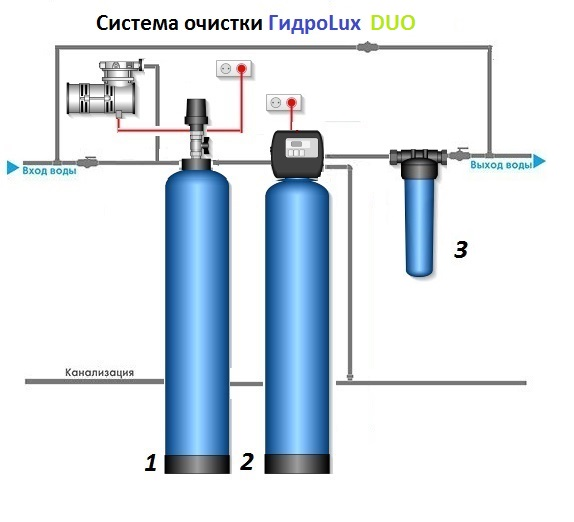 Система очистки ГидроLux DUO
Вход воды
Выход воды
3
Канализация
1
2